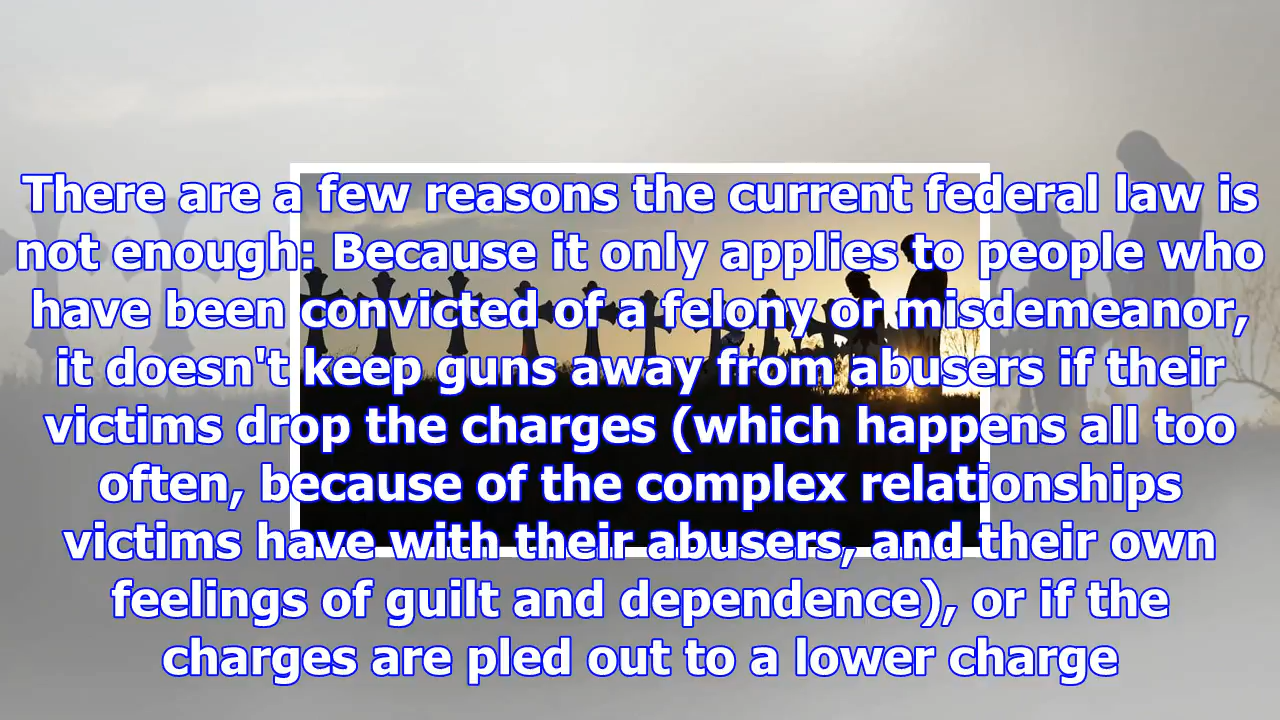 There are a few reasons the current federal law is
not enough: Because it only applies to people who
have been convicted of a felony or misdemeanor,
it doesn't keep guns away from abusers if their
victims drop the charges (which happens all too
often, because of the complex relationships
victims have with their abusers, and their own
feelings of guilt and dependence), or if the
charges are pled out to a lower charge